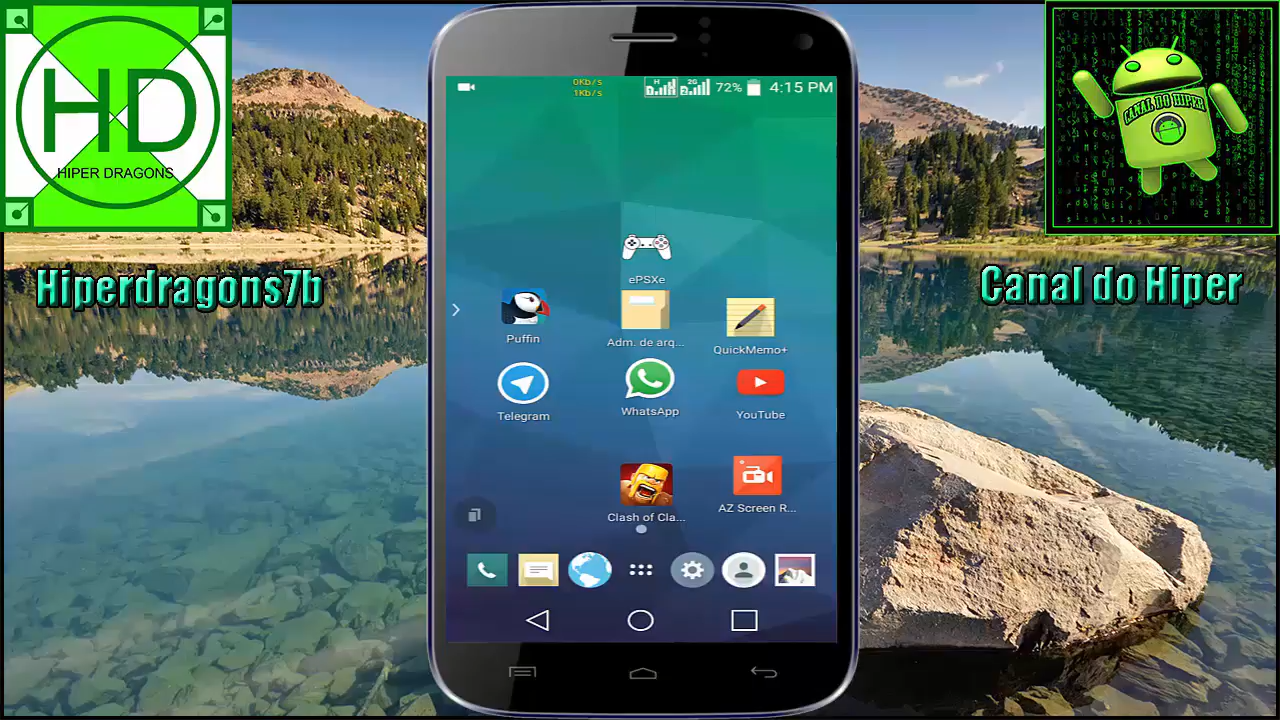 HD
HIPER DRAGONS
CANAL DO HIPER
Hiperdragons7b
Canal do Hiper
0Kb/s
1Kb/s
H
2G
72%
4:15 PM
ePSXe
Puffin
Adm. de arq...
QuickMemo+
Telegram
WhatsApp
YouTube
Clash of Cla...
AZ Screen R...